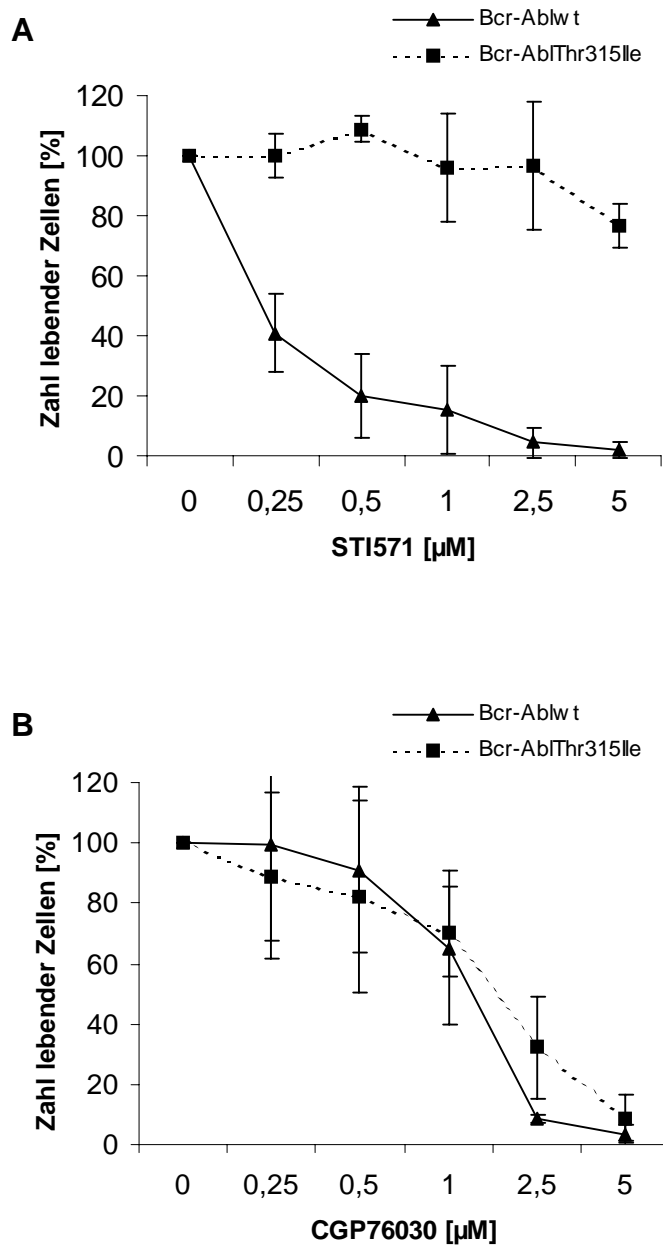 A
Bcr-Ablwt
Bcr-AblThr315Ile
Zahl lebender Zellen [%]
120
100
80
60
40
20
0
0 0,25 0,5 1 2,5 5
STI571 [µM]
B
Bcr-Ablwt
Bcr-AblThr315Ile
Zahl lebender Zellen [%]
120
100
80
60
40
20
0
0 0,25 0,5 1 2,5 5
CGP76030 [µM]